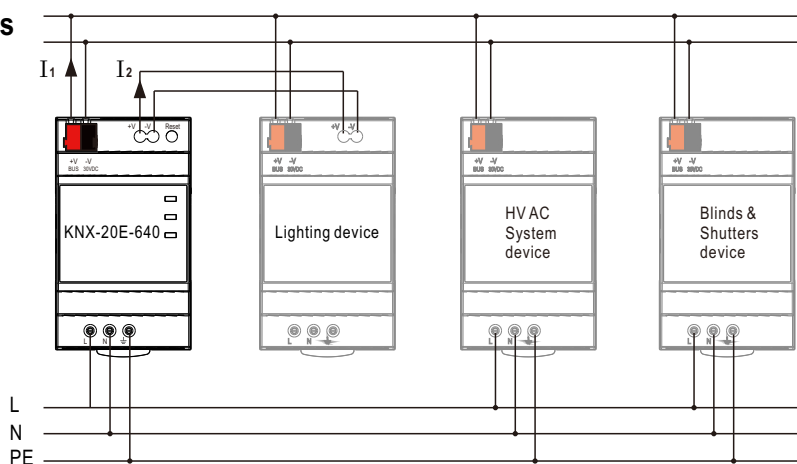 s
I1
I2
+V -V Reset
+V -V
BUS 30VDC
KNX-20E-640
L N
+V -V
+V -V
BUS 30VDC
Lighting device
L N
+V -V
BUS 30VDC
HV AC
System
device
L N
+V -V
BUS 30VDC
Blinds &
Shutters
device
L N
L
N
PE